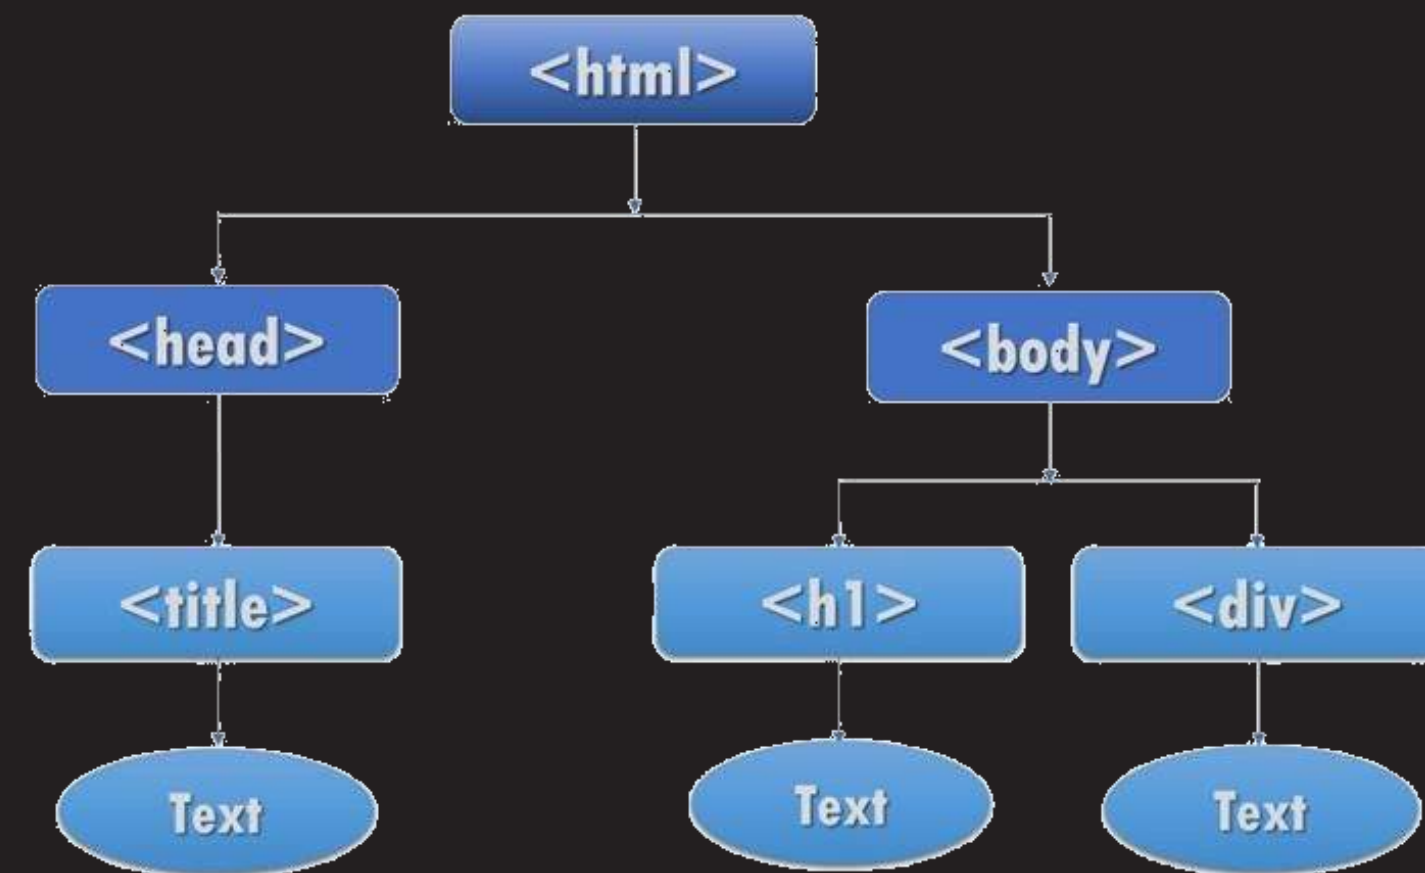 <html>
<head>
<body>
<title>
<h1>
<div>
Text
Text
Text